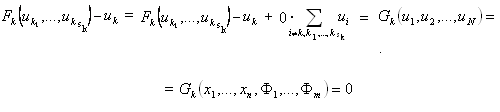 F_k(u_{k_1},...,u_{k_{s_k}}) - u_k = F_k(u_{k_1},...,u_{k_{s_k}}) - u_k + 0·∑_{i≠k,k_1,...,k_{s_k}} u_i = G_k(u_1,u_2,...,u_N) =
.
= G_k(x_1,...,x_n,Φ_1,...,Φ_m) = 0